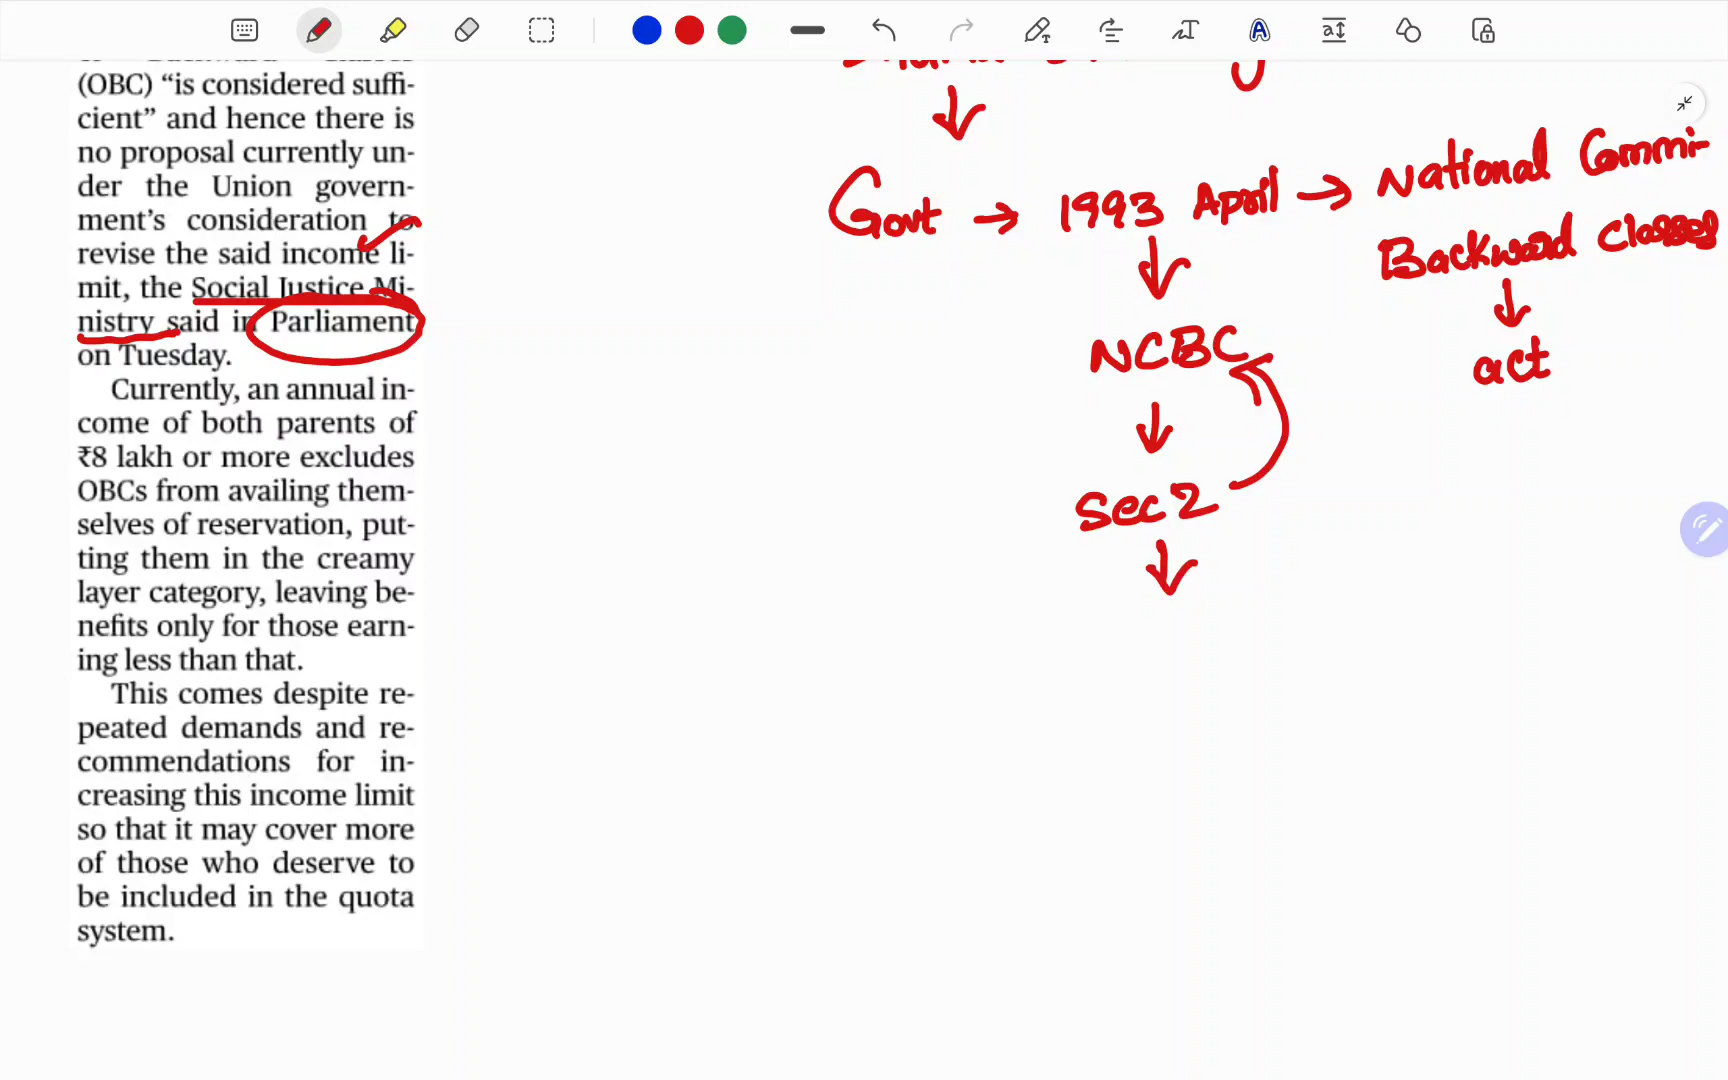 (OBC) “is considered suffi-
cient” and hence there is
no proposal currently un-
der the Union govern-
ment’s consideration to
revise the said income li-
mit, the Social Justice Mi-
nistry said in Parliament
on Tuesday.
Currently, an annual in-
come of both parents of
₹8 lakh or more excludes
OBCs from availing them-
selves of reservation, put-
ting them in the creamy
layer category, leaving be-
nefits only for those earn-
ing less than that.
This comes despite re-
peated demands and re-
commendations for in-
creasing this income limit
so that it may cover more
of those who deserve to
be included in the quota
system.
Govt → 1993 April → National Commi-
Backward Classes
↓
act
↓
NCBC
↓
Sec 2
↓